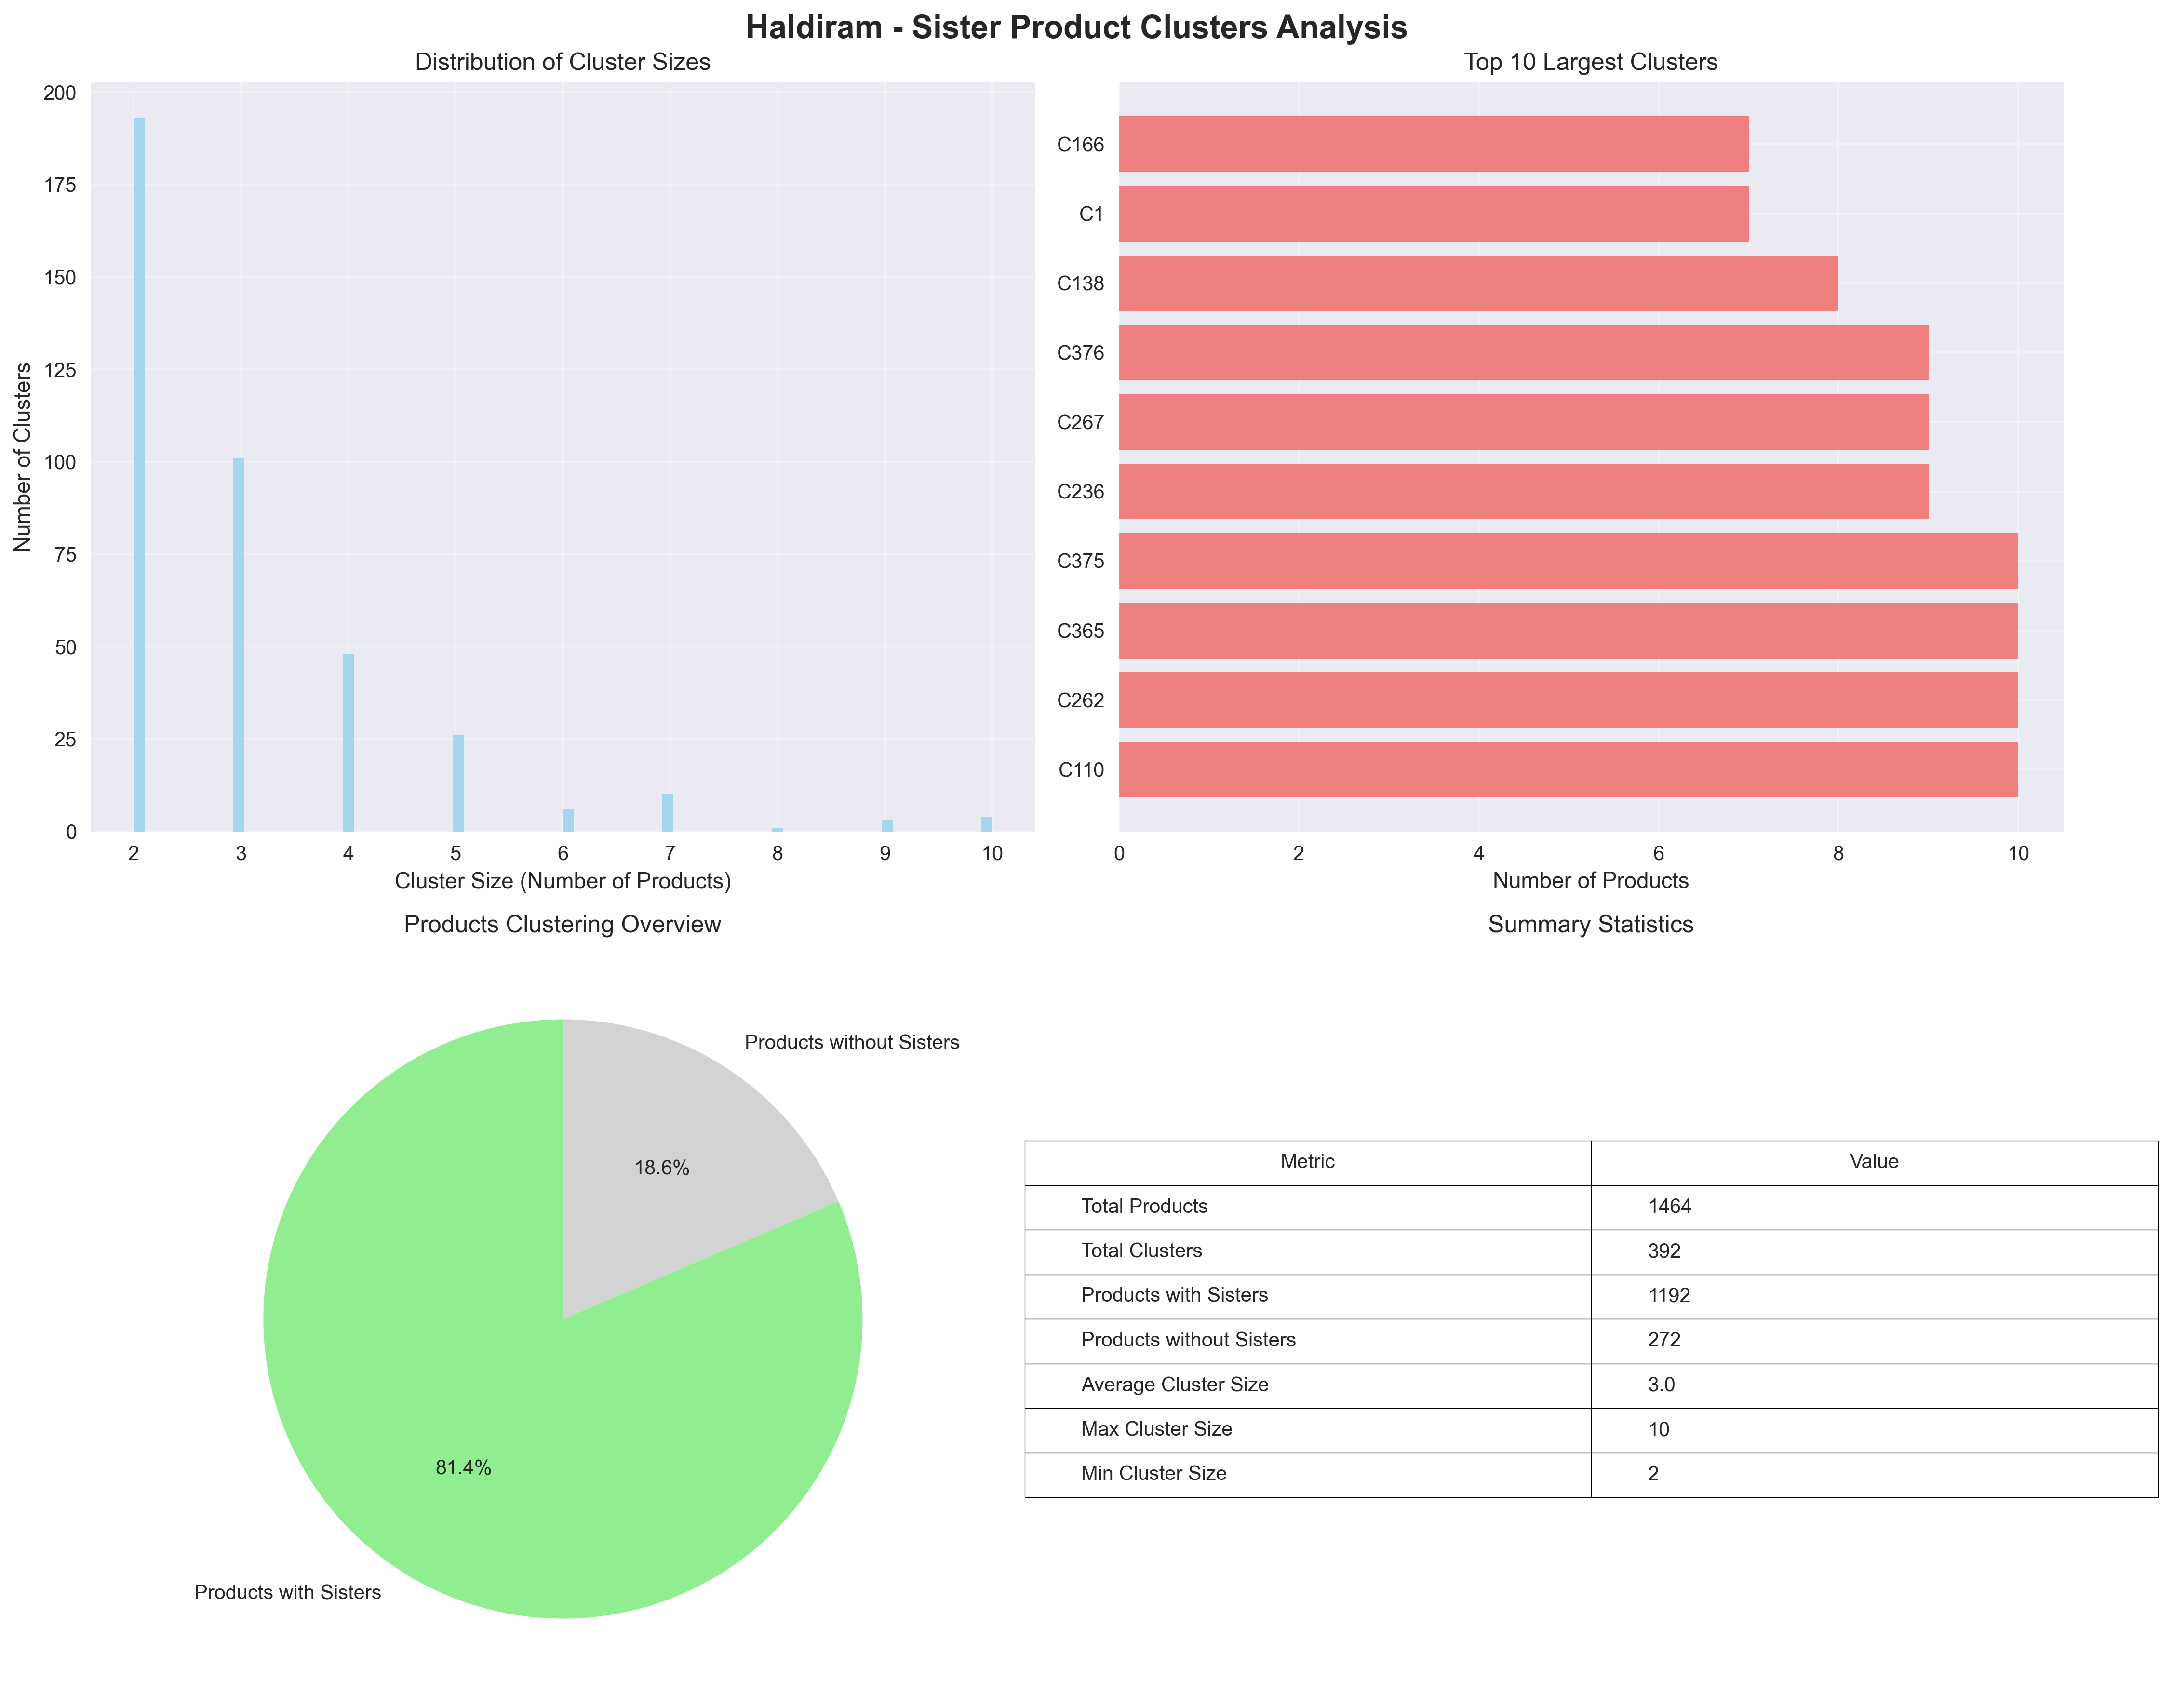 Haldiram - Sister Product Clusters Analysis
Distribution of Cluster Sizes
Number of Clusters
200
175
150
125
100
75
50
25
0
2 3 4 5 6 7 8 9 10
Cluster Size (Number of Products)
Top 10 Largest Clusters
C166
C1
C138
C376
C267
C236
C375
C365
C262
C110
0 2 4 6 8 10
Number of Products
Products Clustering Overview
Products without Sisters
18.6%
81.4%
Products with Sisters
Summary Statistics
Metric Value
Total Products 1464
Total Clusters 392
Products with Sisters 1192
Products without Sisters 272
Average Cluster Size 3.0
Max Cluster Size 10
Min Cluster Size 2